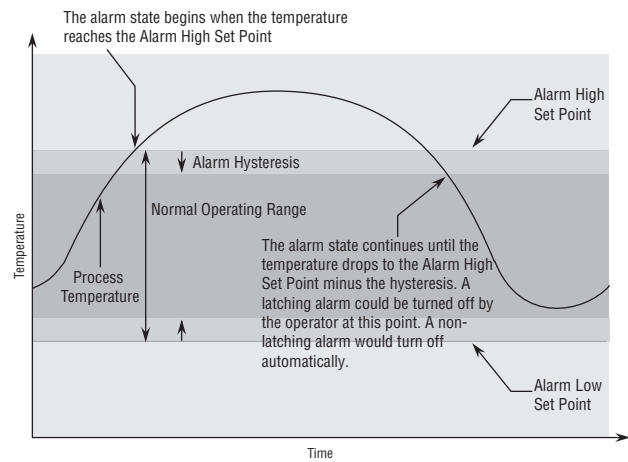 The alarm state begins when the temperature
reaches the Alarm High Set Point
Alarm High
Set Point
Alarm Hysteresis
Normal Operating Range
Temperature
Process
Temperature
The alarm state continues until the
temperature drops to the Alarm High
Set Point minus the hysteresis. A
latching alarm could be turned off by
the operator at this point. A non-
latching alarm would turn off
automatically.
Alarm Low
Set Point
Time